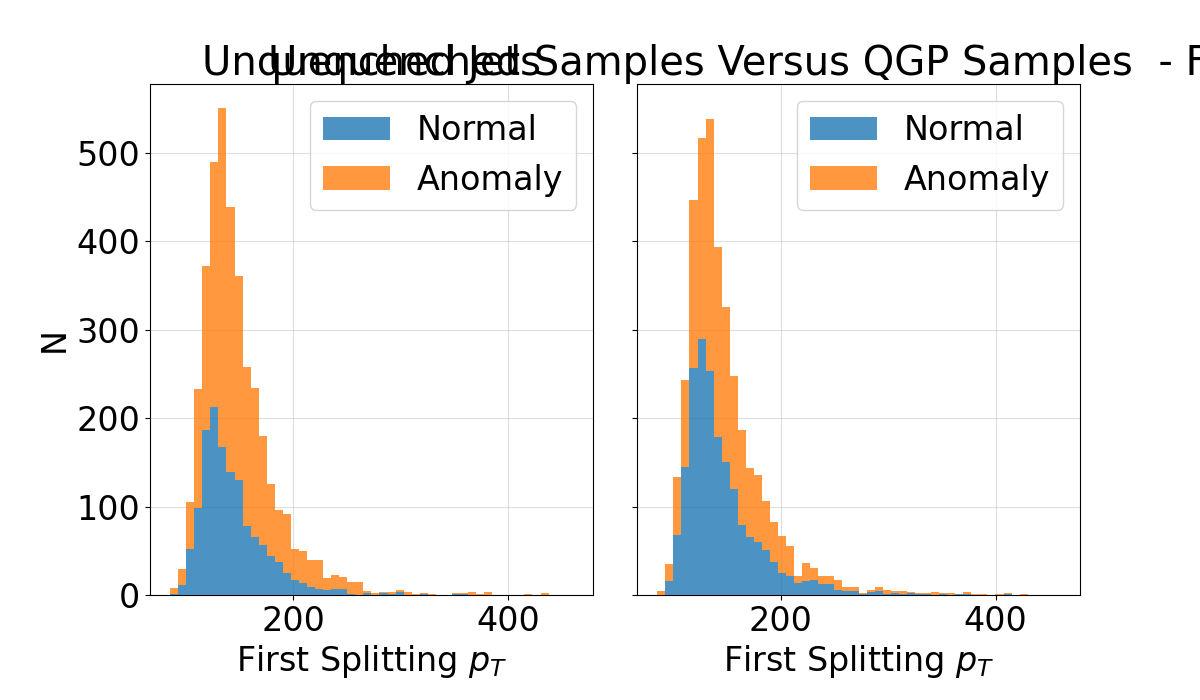 Samples Versus QGP Samples - F
Normal
Anomaly
Normal
Anomaly
500
400
300
200
100
0
N
200
400
200
400
First Splitting $p_T$
First Splitting $p_T$